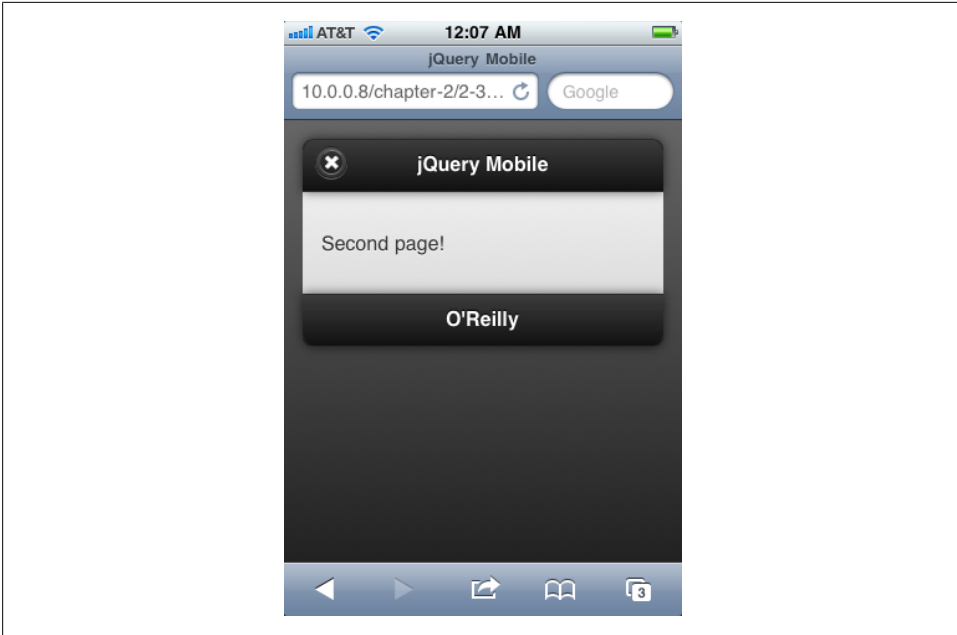 AT&T 12:07 AM
jQuery Mobile
10.0.0.8/chapter-2/2-3... Google
jQuery Mobile
Second page!
O'Reilly
3